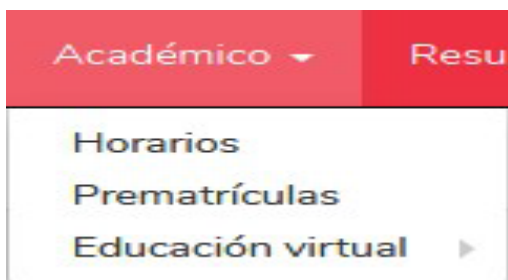 Académico Resu
Horarios
Prematrículas
Educación virtual